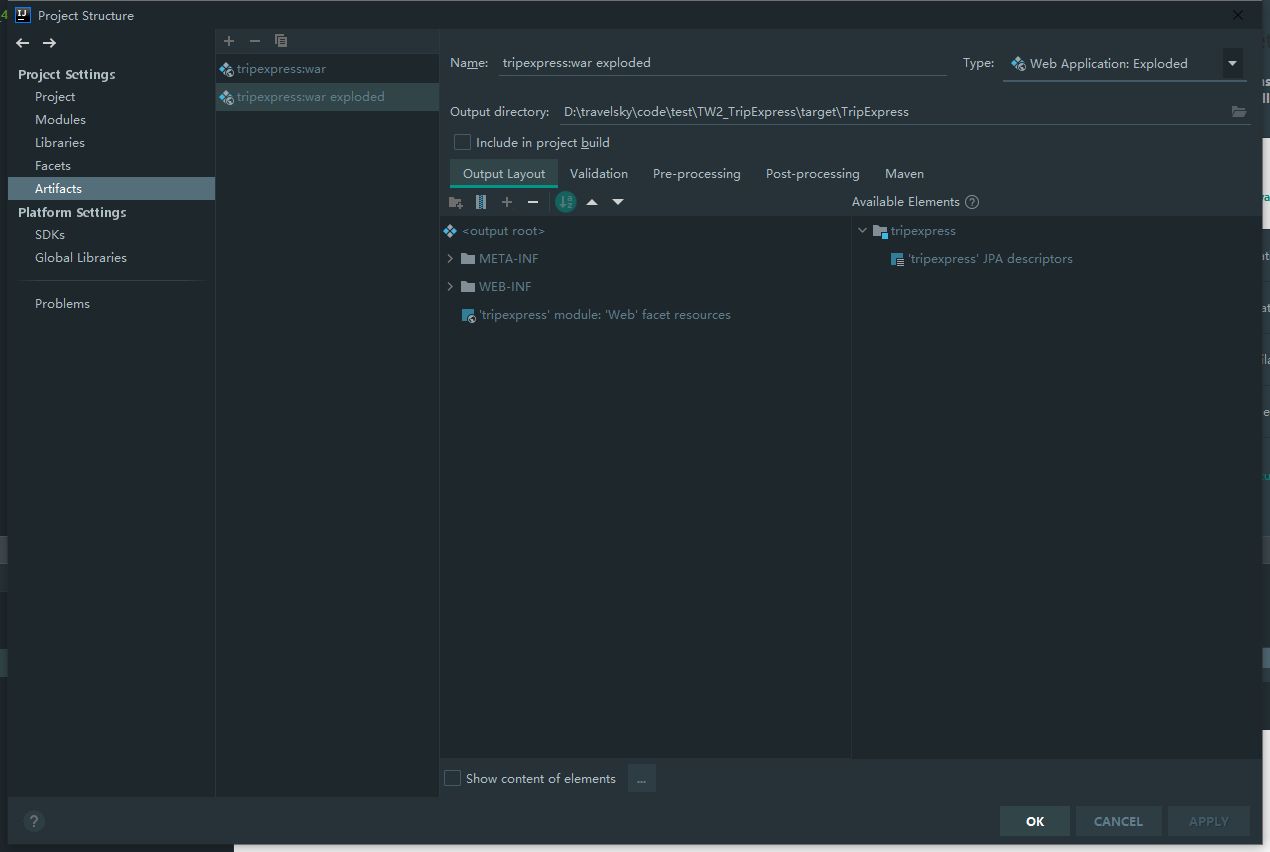 Project Structure
Project Settings
Project
Modules
Libraries
Facets
Artifacts
Platform Settings
SDKs
Global Libraries
Problems
tripexpress:war
tripexpress:war exploded
Name: tripexpress:war exploded
Type: Web Application: Exploded
Output directory: D:\travelsky\code\test\TW2_TripExpress\target\TripExpress
Include in project build
Output Layout Validation Pre-processing Post-processing Maven
Available Elements
<output root>
META-INF
WEB-INF
'tripexpress' module: 'Web' facet resources
tripexpress
'tripexpress' JPA descriptors
Show content of elements ...
? OK CANCEL APPLY